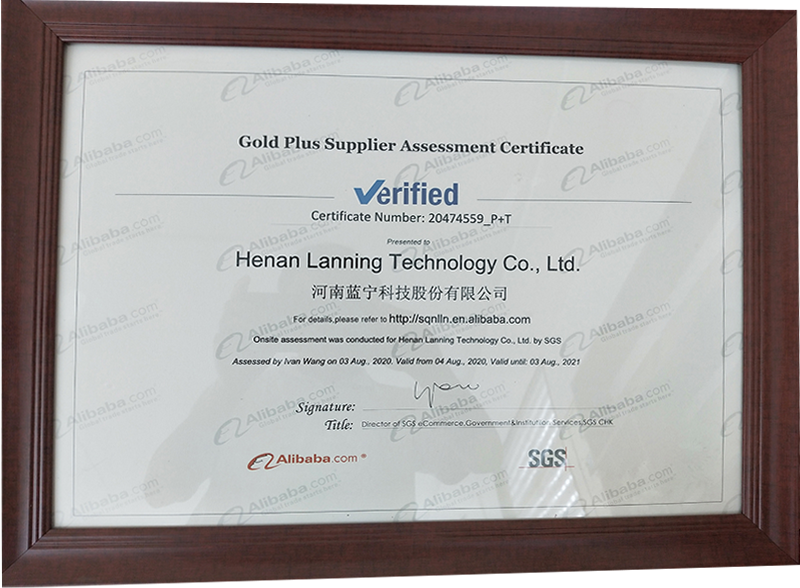 Gold Plus Supplier Assessment Certificate
Verified
Certificate Number: 20474559_P+T
Presented to
Henan Lanning Technology Co., Ltd.
河南蓝宁科技股份有限公司
For details,please refer to http://sqnlln.en.alibaba.com
Onsite assessment was conducted for Henan Lanning Technology Co., Ltd. by SGS
Assessed by Ivan Wang on 03 Aug., 2020. Valid from 04 Aug., 2020, Valid until: 03 Aug., 2021
Signature:
Title: Director of SGS eCommerce,Government&Institution Services,SGS CHK
Alibaba.com®
SGS